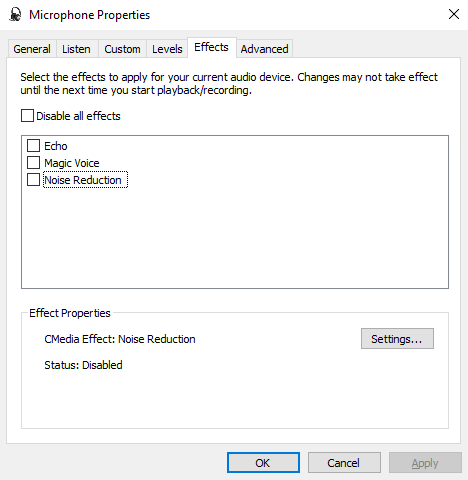 Microphone Properties
General Listen Custom Levels Effects Advanced
Select the effects to apply for your current audio device. Changes may not take effect
until the next time you start playback/recording.
Disable all effects
Echo
Magic Voice
Noise Reduction
Effect Properties
CMedia Effect: Noise Reduction
Settings...
Status: Disabled
OK Cancel Apply